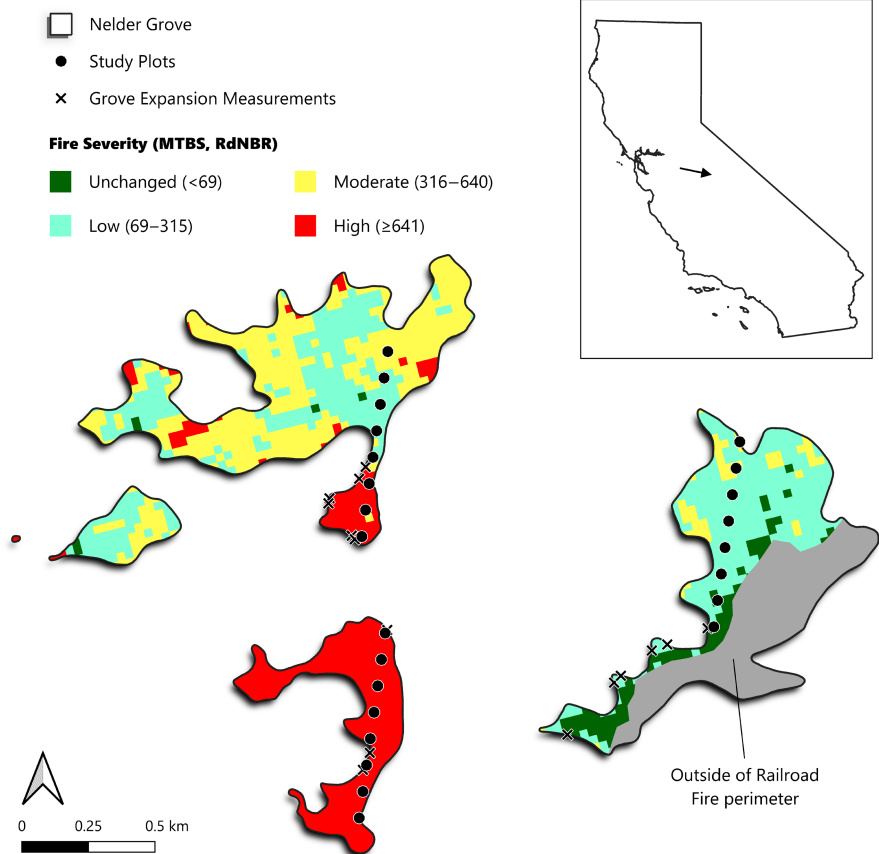 Nelder Grove
Study Plots
Grove Expansion Measurements
Fire Severity (MTBS, RdNBR)
Unchanged (<69)
Moderate (316–640)
Low (69–315)
High (≥641)
Outside of Railroad
Fire perimeter
0 0.25 0.5 km